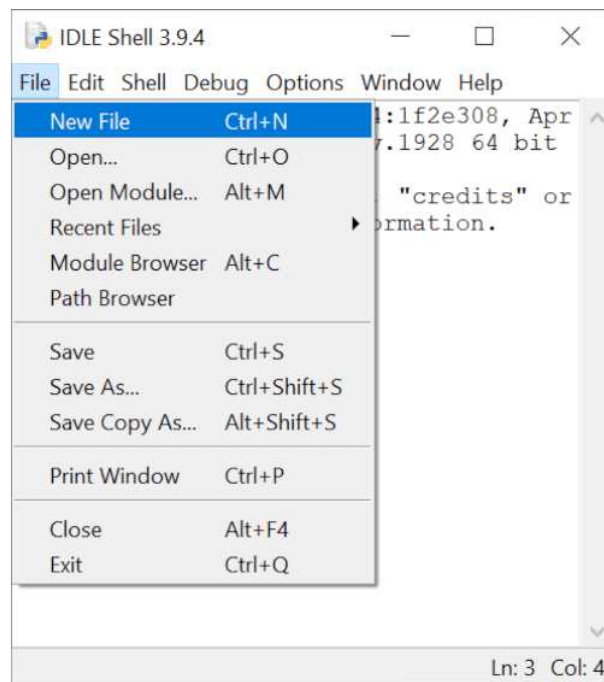 IDLE Shell 3.9.4
File Edit Shell Debug Options Window Help
New File Ctrl+N
:1f2e308, Apr
Open... Ctrl+O
.1928 64 bit
Open Module... Alt+M
"credits" or
Recent Files
ormation.
Module Browser Alt+C
Path Browser
Save Ctrl+S
Save As... Ctrl+Shift+S
Save Copy As... Alt+Shift+S
Print Window Ctrl+P
Close Alt+F4
Exit Ctrl+Q
Ln: 3 Col: 4